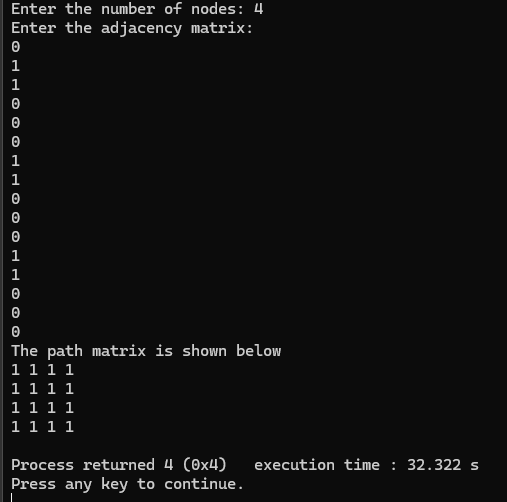 Enter the number of nodes: 4
Enter the adjacency matrix:
0
1
1
0
0
0
1
1
0
0
0
1
1
0
0
0
The path matrix is shown below
1 1 1 1
1 1 1 1
1 1 1 1
1 1 1 1
Process returned 4 (0x4)   execution time : 32.322 s
Press any key to continue.